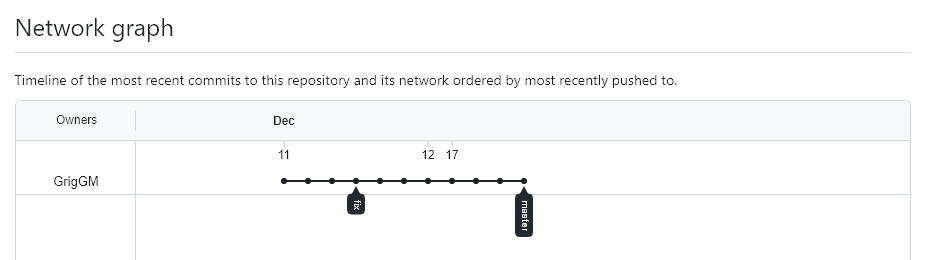 Network graph
Timeline of the most recent commits to this repository and its network ordered by most recently pushed to.
Owners Dec
11 12 17
GrigGM
fix
master